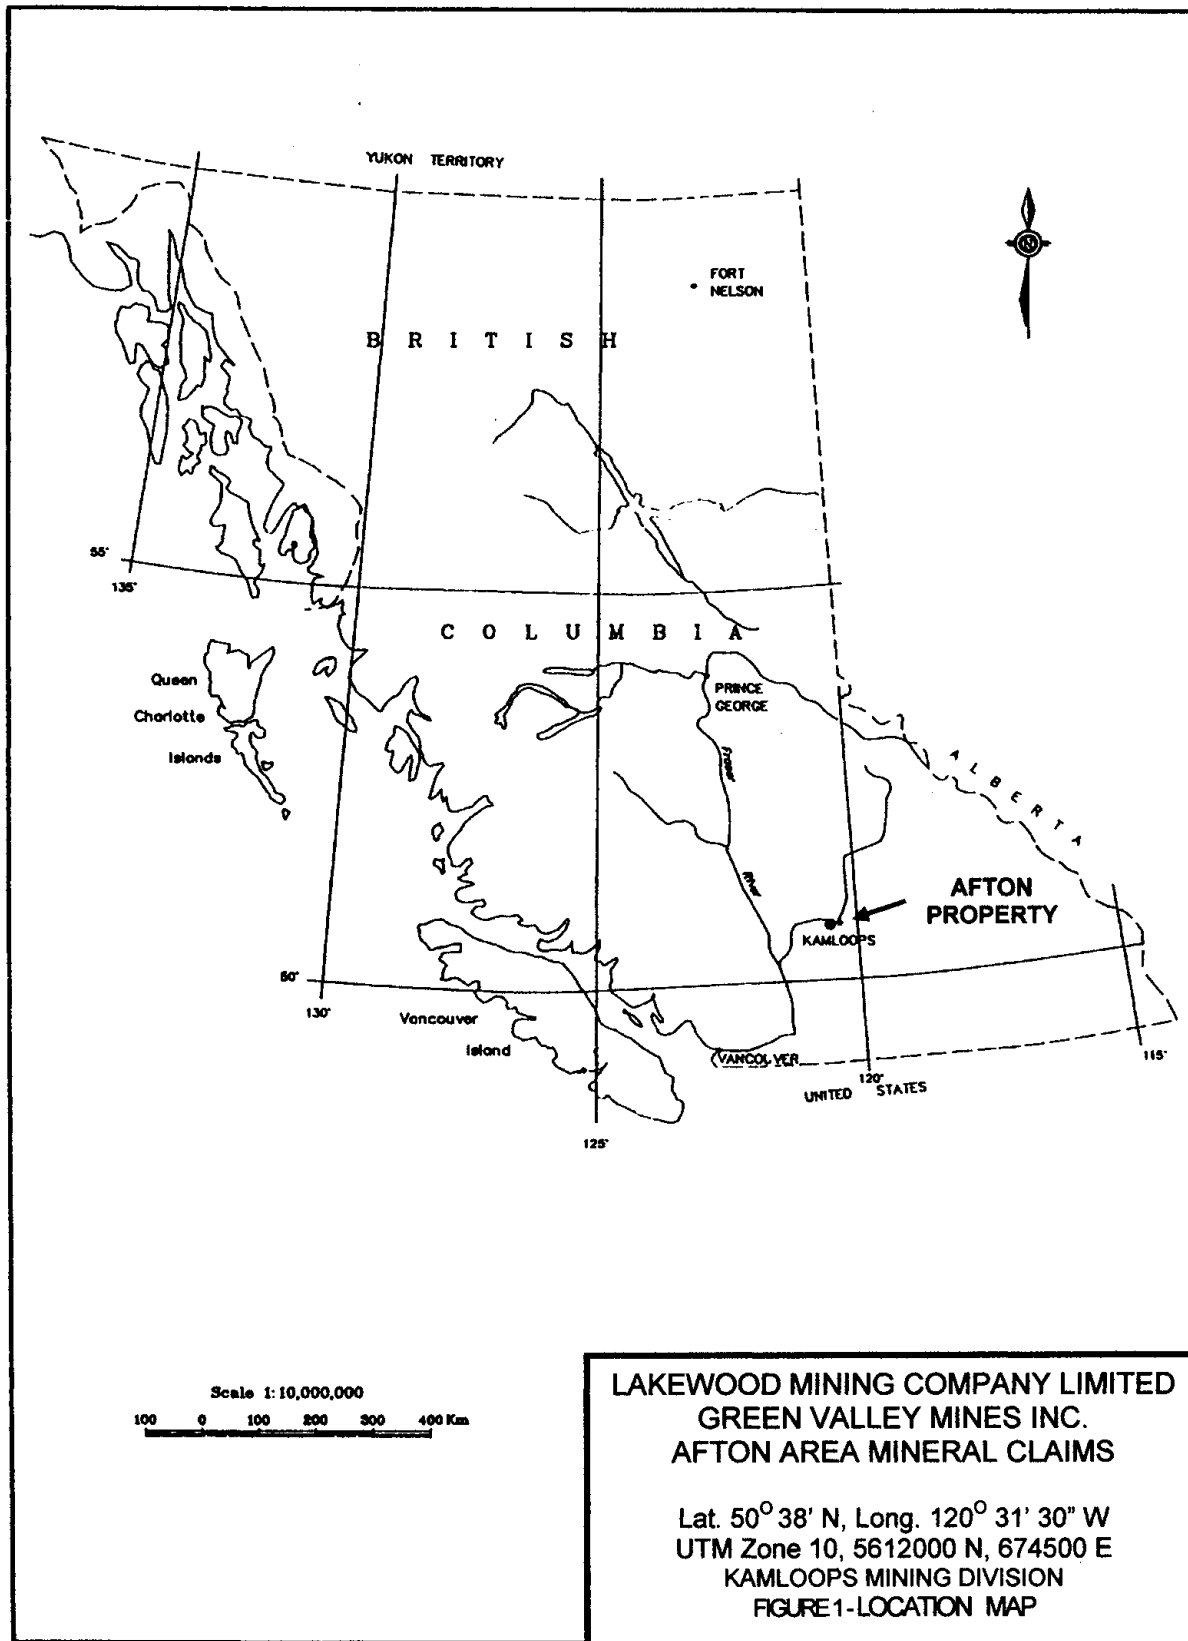 YUKON TERRITORY
N
FORT
NELSON
BRITISH
55°
135°
COLUMBIA
Queen
Charlotte
Islands
PRINCE
GEORGE
Fraser
River
ALBERTA
AFTON
PROPERTY
KAMLOOPS
50°
130°
Vancouver
Island
VANCOUVER
120°
115°
UNITED STATES
125°
Scale 1:10,000,000
100 0 100 200 300 400 Km
LAKEWOOD MINING COMPANY LIMITED
GREEN VALLEY MINES INC.
AFTON AREA MINERAL CLAIMS
Lat. 50° 38' N, Long. 120° 31' 30" W
UTM Zone 10, 5612000 N, 674500 E
KAMLOOPS MINING DIVISION
FIGURE 1-LOCATION MAP